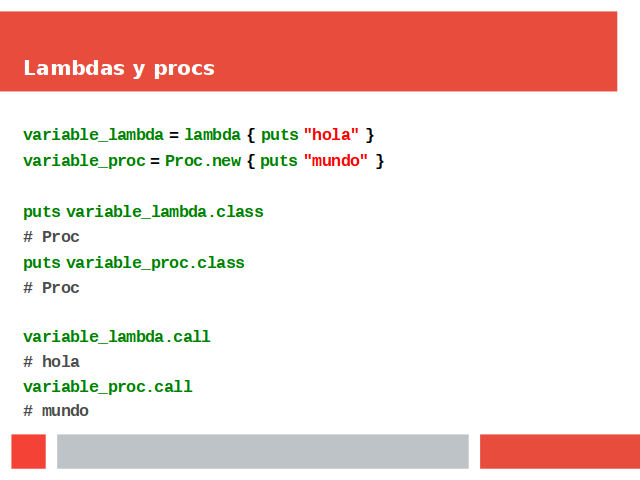 Lambdas y procs
variable_lambda = lambda { puts "hola" }
variable_proc = Proc.new { puts "mundo" }
puts variable_lambda.class
# Proc
puts variable_proc.class
# Proc
variable_lambda.call
# hola
variable_proc.call
# mundo